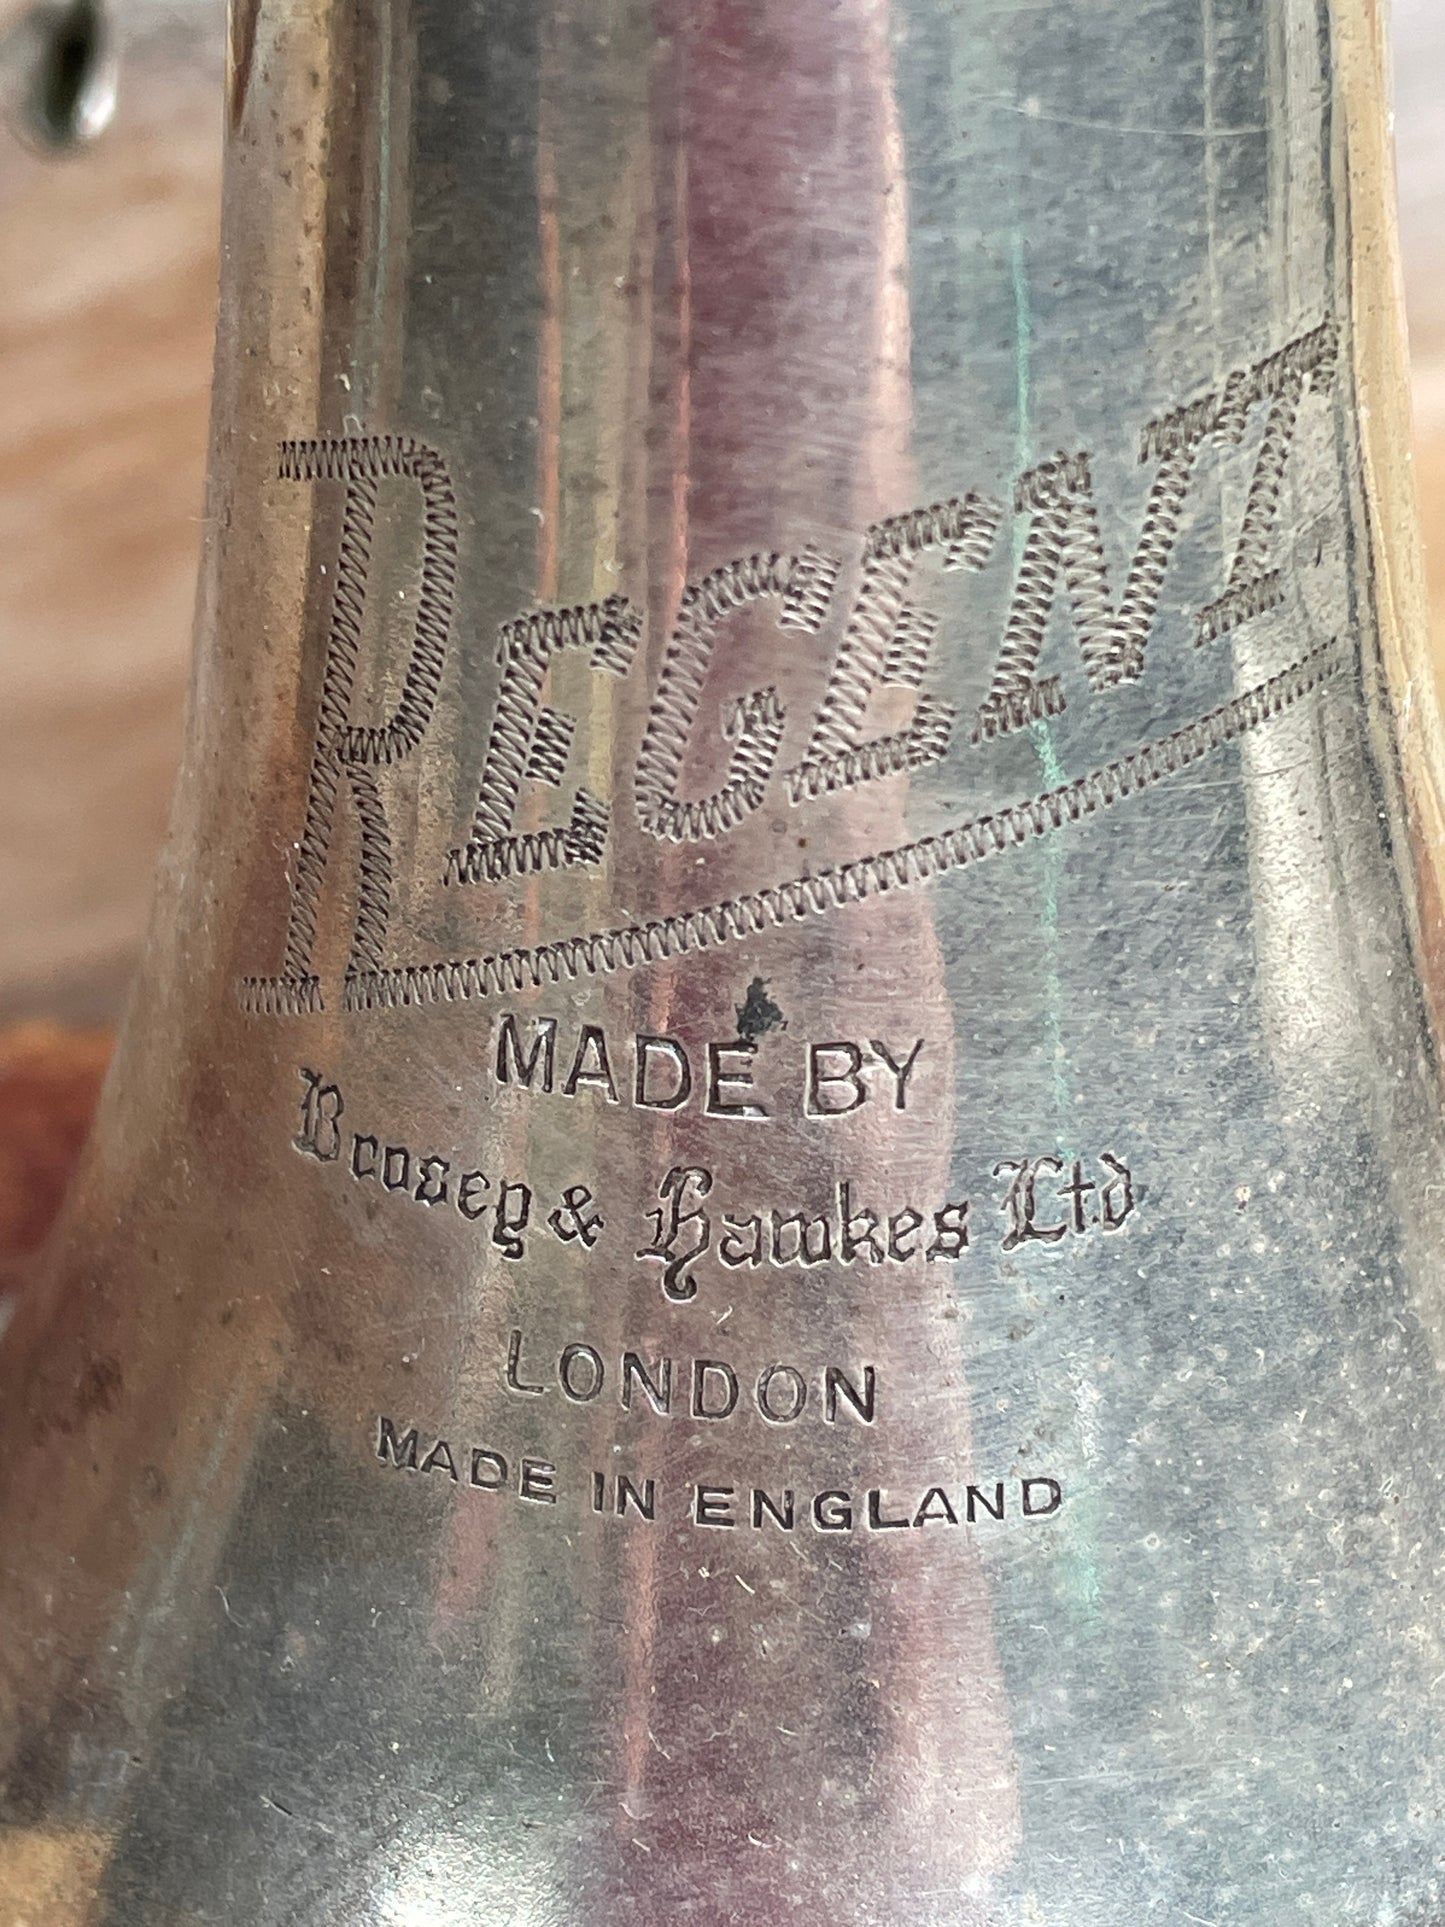 REGENT
MADE BY
Boosey & Hawkes Ltd
LONDON
MADE IN ENGLAND